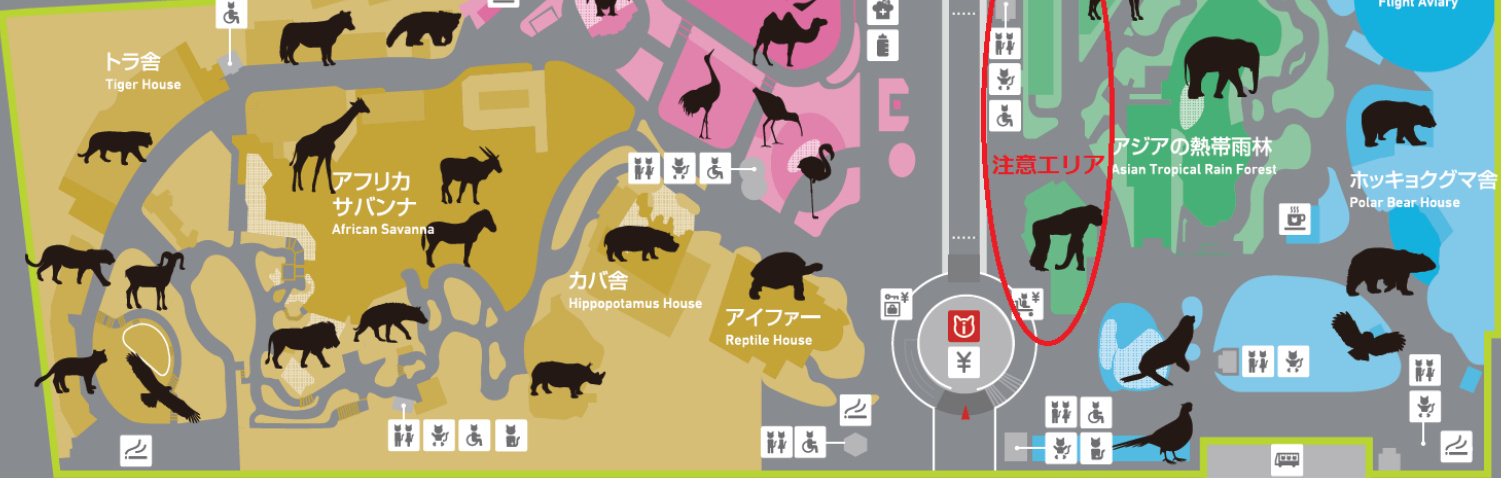 Flight Aviary
トラ舎
Tiger House
アフリカ
サバンナ
African Savanna
カバ舎
Hippopotamus House
アイファー
Reptile House
注意エリア
アジアの熱帯雨林
Asian Tropical Rain Forest
ホッキョクグマ舎
Polar Bear House
¥
¥
¥